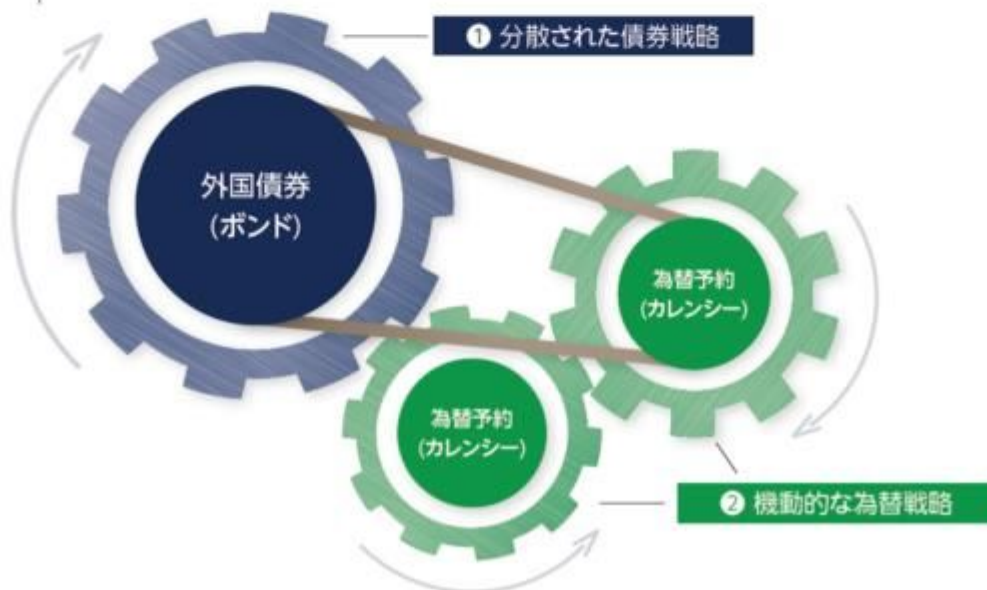 ❶ 分散された債券戦略
外国債券
(ボンド)
為替予約
(カレンシー)
為替予約
(カレンシー)
❷ 機動的な為替戦略